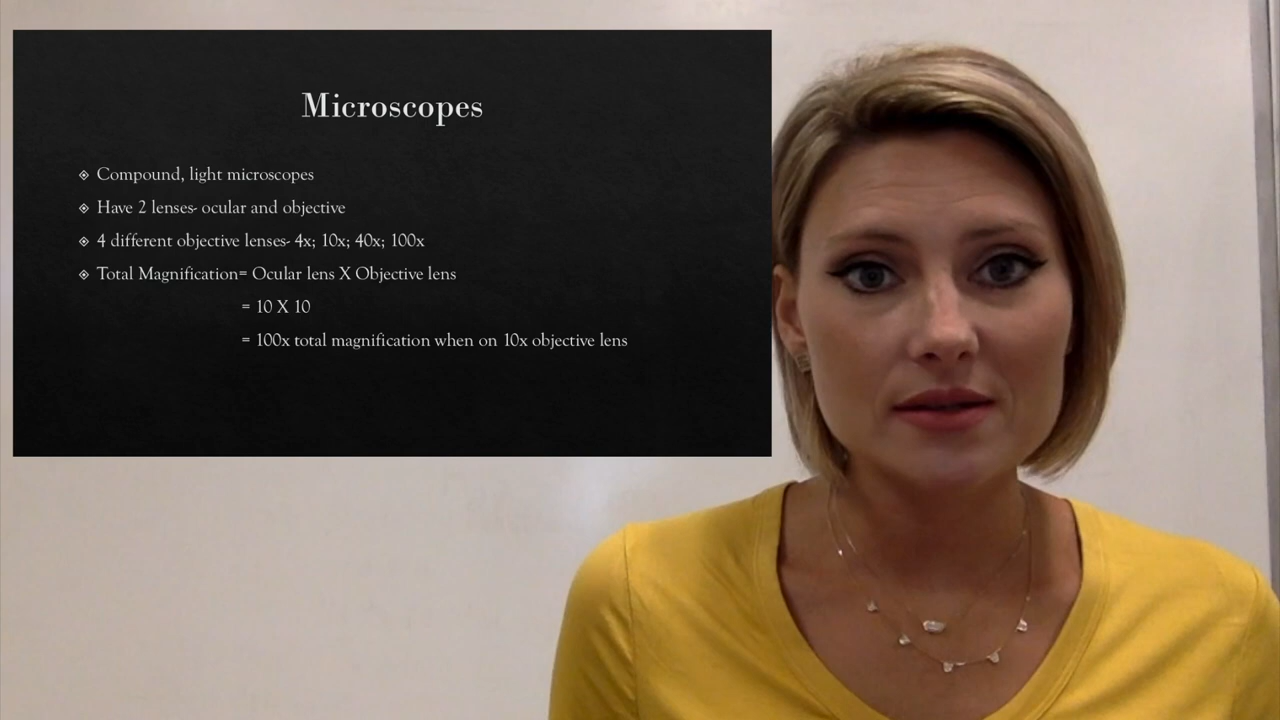 Microscopes
Compound, light microscopes
Have 2 lenses- ocular and objective
4 different objective lenses- 4x; 10x; 40x; 100x
Total Magnification= Ocular lens X Objective lens
= 10 X 10
= 100x total magnification when on 10x objective lens